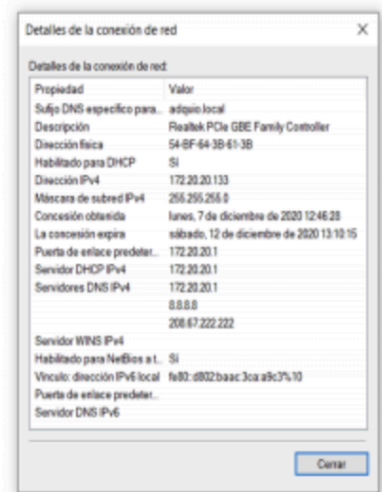 Detalles de la conexión de red
Detalles de la conexión de red:
Propiedad Valor
Sufijo DNS específico para... adquio.local
Descripción Realtek PCIe GBE Family Controller
Dirección física 54-BF-64-3B-61-3B
Habilitado para DHCP Sí
Dirección IPv4 172.20.20.133
Máscara de subred IPv4 255.255.255.0
Concesión obtenida lunes, 7 de diciembre de 2020 12:46:28
La concesión expira sábado, 12 de diciembre de 2020 13:10:15
Puerta de enlace predeter... 172.20.20.1
Servidor DHCP IPv4 172.20.20.1
Servidores DNS IPv4 172.20.20.1
8.8.8.8
208.67.222.222
Servidor WINS IPv4
Habilitado para NetBios a t... Sí
Vínculo: dirección IPv6 local fe80::d802:baac:3ca:a9c3%10
Puerta de enlace predeter...
Servidor DNS IPv6
Cerrar